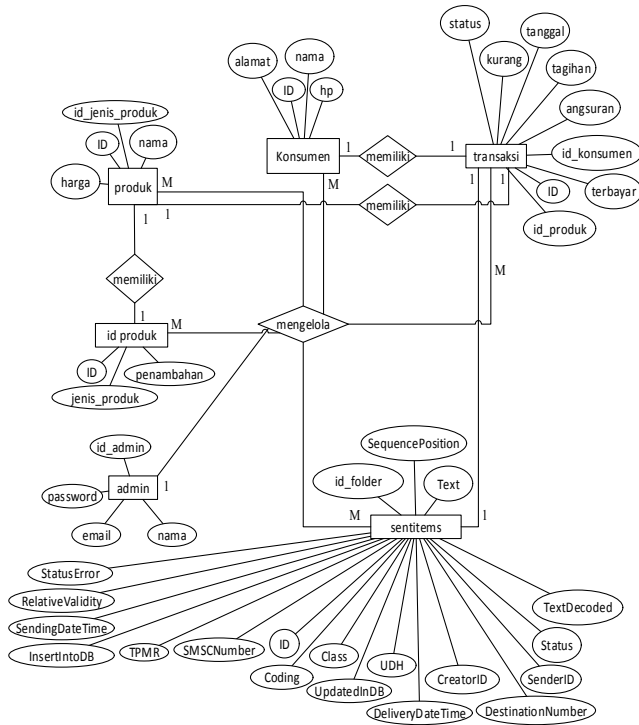 status
tanggal
kurang
tagihan
angsuran
id_konsumen
terbayar
ID
id_produk
transaksi
nama
alamat
ID
hp
Konsumen
1
memiliki
1
id_jenis_produk
ID
nama
harga
produk
M
M
1
1
memiliki
1
1
M
1
memiliki
1
id produk
M
mengelola
ID
penambahan
jenis_produk
id_admin
password
admin
1
email
nama
SequencePosition
id_folder
Text
M
sentitems
1
StatusError
RelativeValidity
SendingDateTime
InsertIntoDB
TPMR
SMSCNumber
ID
Coding
Class
UpdatedInDB
UDH
DeliveryDateTime
CreatorID
DestinationNumber
SenderID
Status
TextDecoded